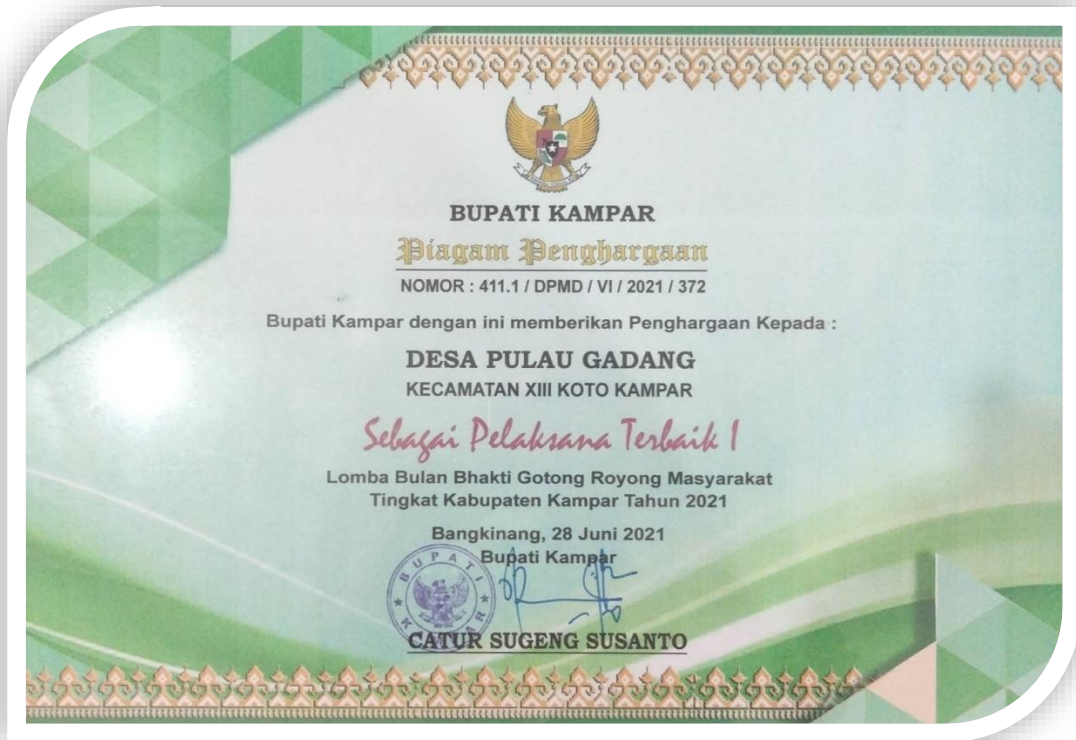 BUPATI KAMPAR
Piagam Penghargaan
NOMOR : 411.1 / DPMD / VI / 2021 / 372
Bupati Kampar dengan ini memberikan Penghargaan Kepada :
DESA PULAU GADANG
KECAMATAN XIII KOTO KAMPAR
Sebagai Pelaksana Terbaik I
Lomba Bulan Bhakti Gotong Royong Masyarakat
Tingkat Kabupaten Kampar Tahun 2021
Bangkinang, 28 Juni 2021
Bupati Kampar
BUPATI
CATUR SUGENG SUSANTO